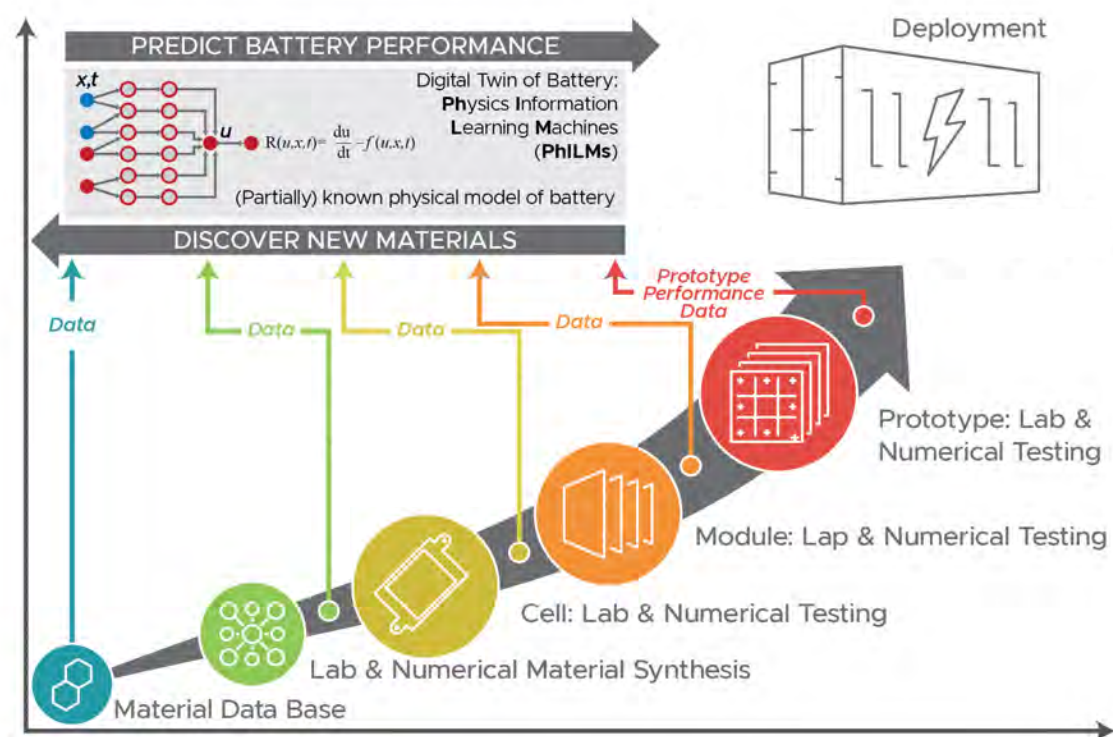 PREDICT BATTERY PERFORMANCE
Deployment
x,t
u
R(u,x,t)= du/dt -f(u,x,t)
Digital Twin of Battery:
Physics Information
Learning Machines
(PhILMs)
(Partially) known physical model of battery
DISCOVER NEW MATERIALS
Data
Data
Data
Data
Prototype
Performance
Data
Prototype: Lab &
Numerical Testing
Module: Lap & Numerical Testing
Cell: Lab & Numerical Testing
Lab & Numerical Material Synthesis
Material Data Base